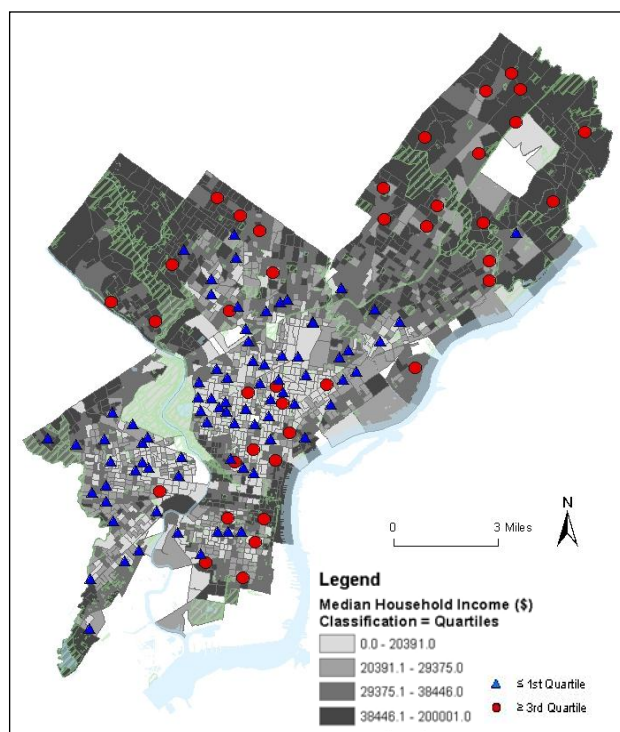 N
0 3 Miles
Legend
Median Household Income ($)
Classification = Quartiles
0.0 - 20391.0
20391.1 - 29375.0
29375.1 - 38446.0
38446.1 - 200001.0
≤ 1st Quartile
≥ 3rd Quartile